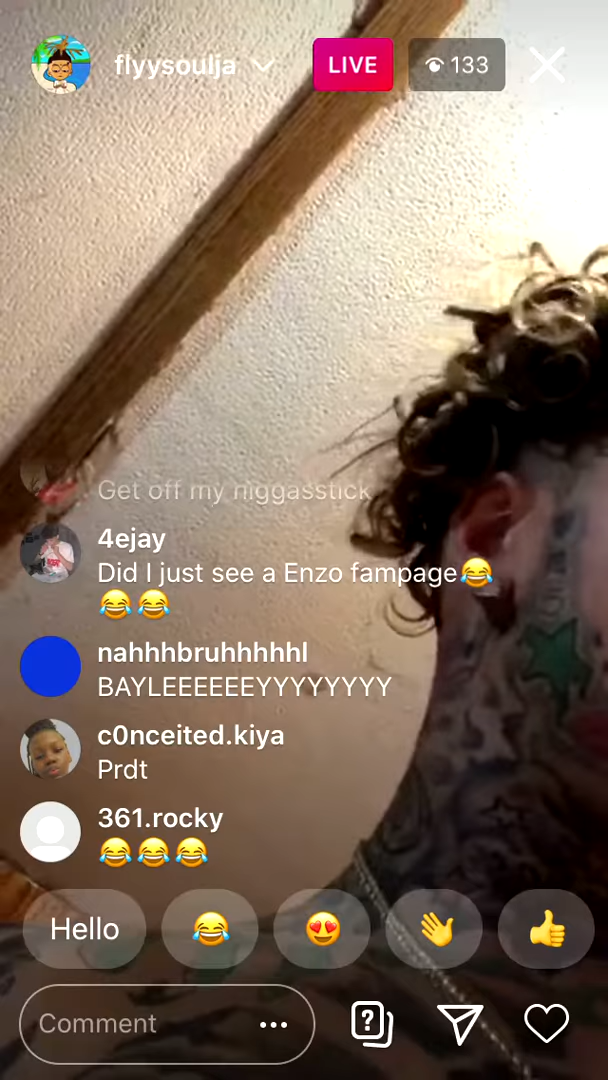 flyysoulja
LIVE
133
Get off my niggasstick
4ejay
Did I just see a Enzo fampage😂
😂😂
nahhhbruhhhhhl
BAYLEEEEEEYYYYYYYY
c0nceited.kiya
Prdt
361.rocky
😂😂😂
Hello
Comment